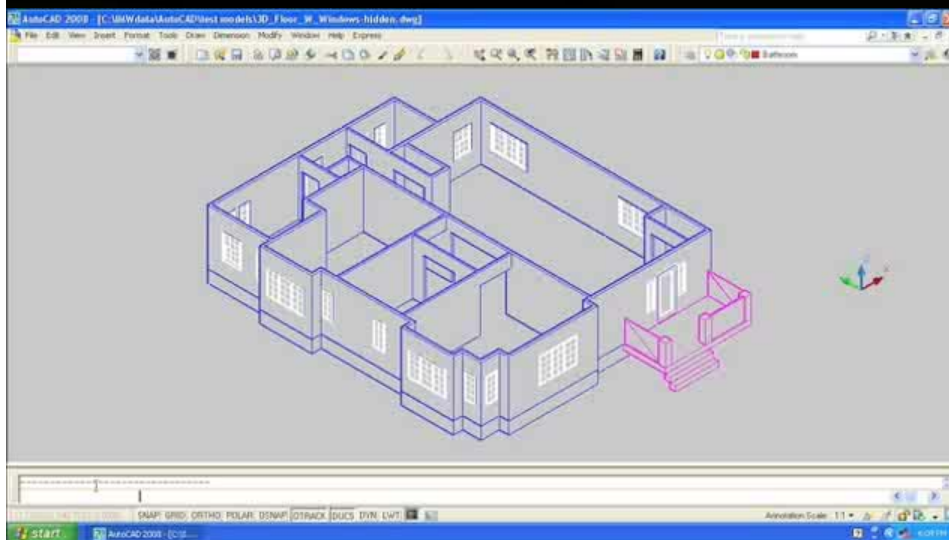 AutoCAD 2008 - [C:\lihWdata\AutoCAD\test models\3D_Floor_W_Windows-hidden.dwg]
File Edit View Insert Format Tools Draw Dimension Modify Window Help Express
Bathroom
SNAP GRID ORTHO POLAR OSNAP OTRACK DUCS DYN LWT
Annotation Scale: 1:1
start
AutoCAD 2008 - [C:\l...